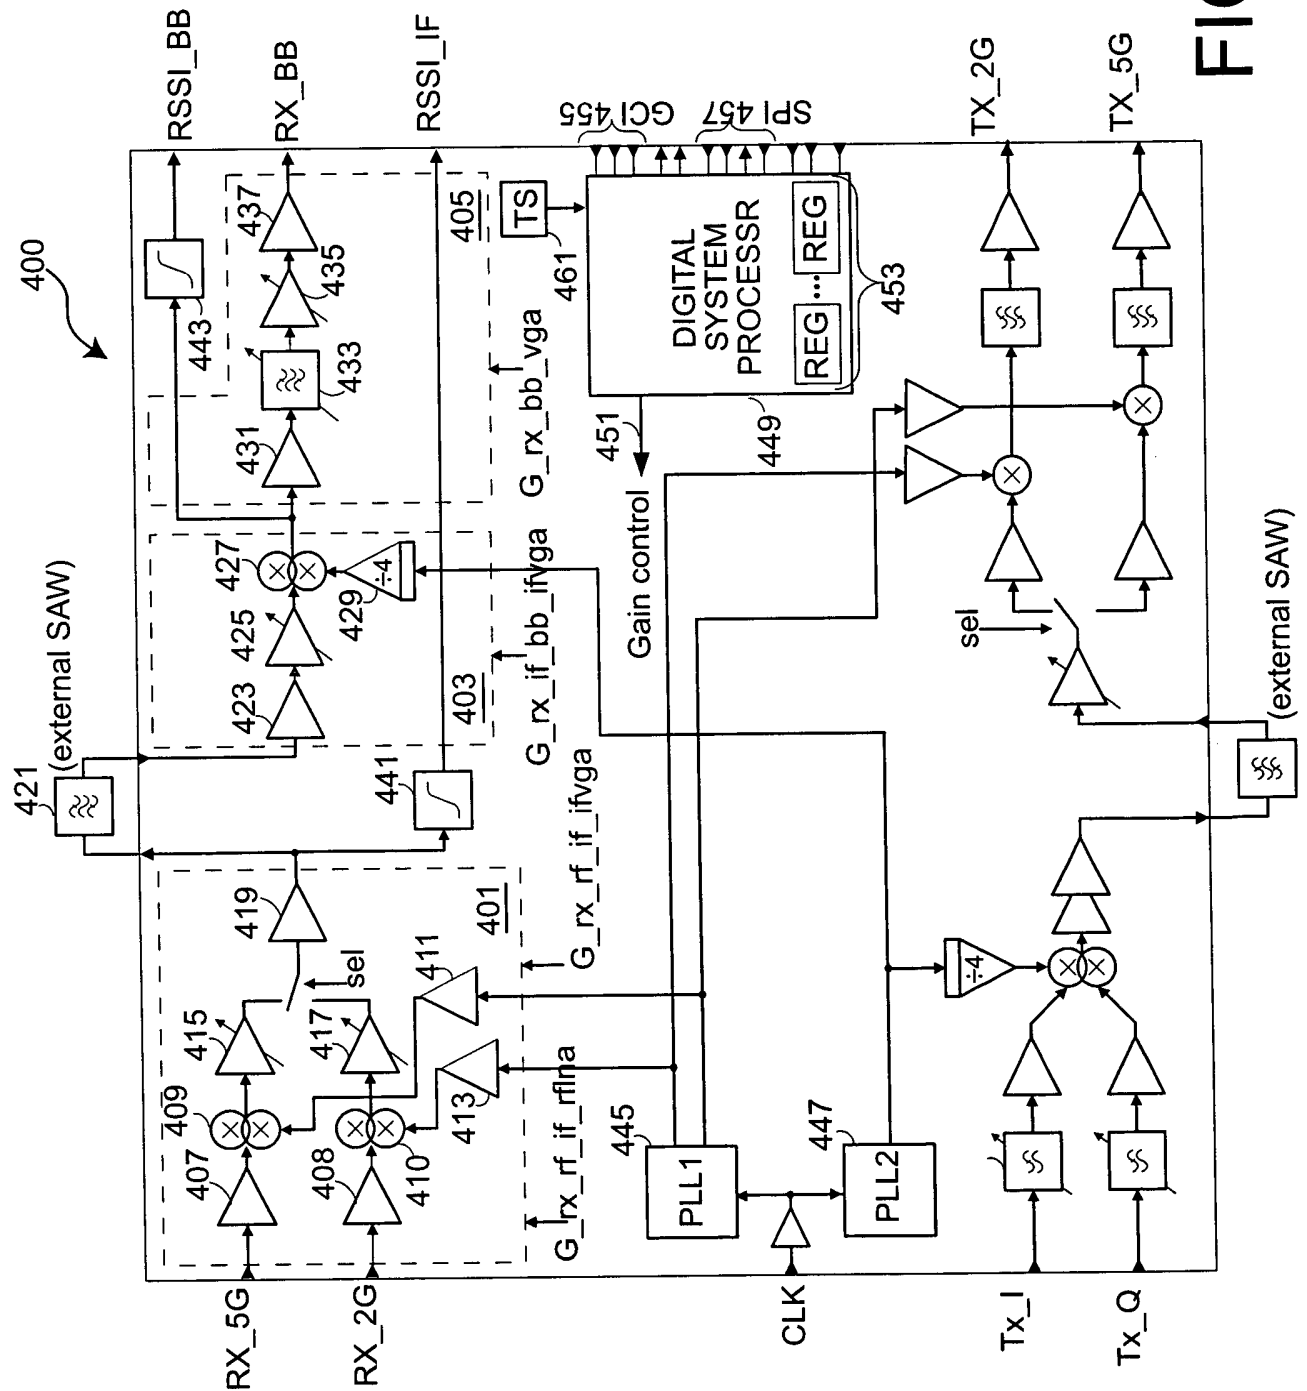 400
RSSI_BB
RX_BB
RSSI_IF
421
(external SAW)
443
437
435
433
431
405
G_rx_bb_vga
427
425
423
÷4
429
403
G_rx_if_bb_ifvga
441
419
sel
415
417
409
407
408
410
411
413
401
G_rx_rf_if_ifvga
G_rx_rf_if_rflna
RX_5G
RX_2G
TS
461
GCI 455
SPI 457
DIGITAL
SYSTEM
PROCESSR
REG
...
REG
453
451
449
Gain control
445
PLL1
447
PLL2
CLK
÷4
sel
Tx_I
Tx_Q
(external SAW)
TX_2G
TX_5G